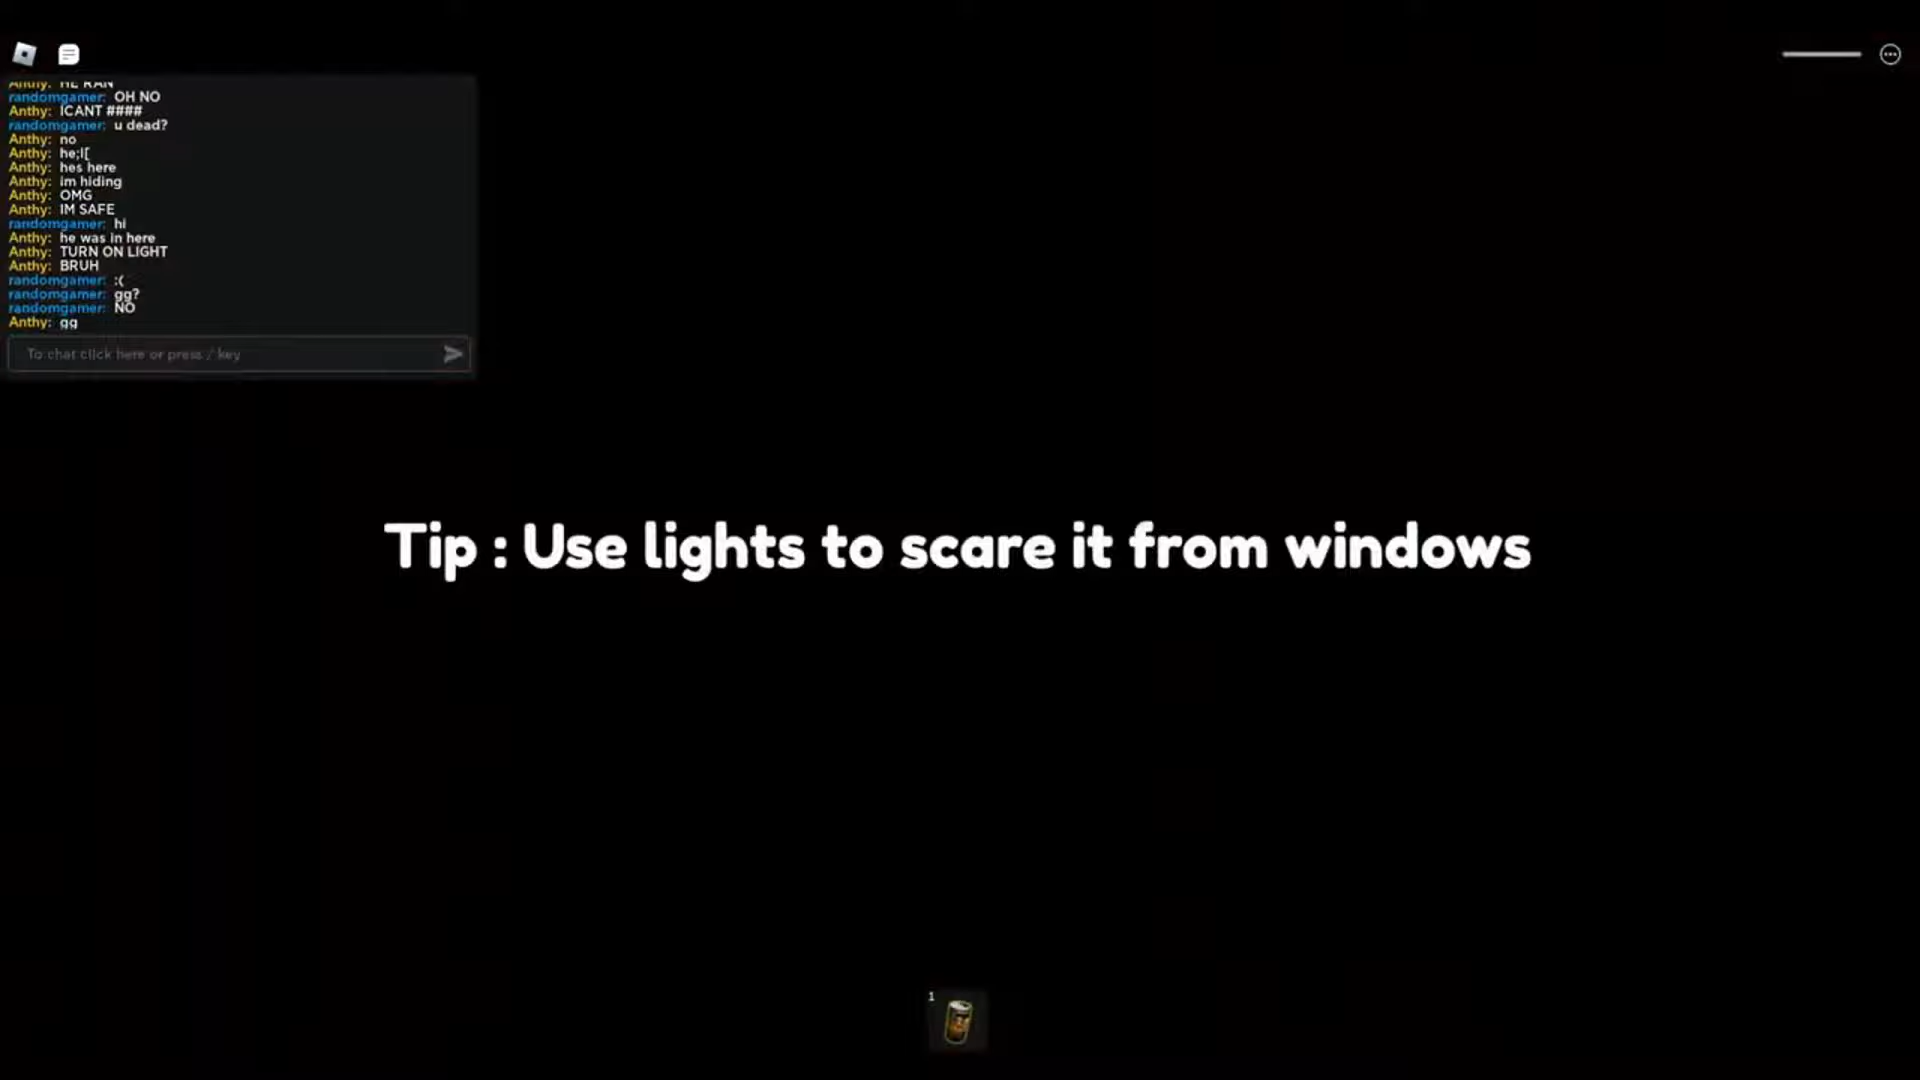 Anthy: HE RAN
randomgamer: OH NO
Anthy: ICANT ####
randomgamer: u dead?
Anthy: no
Anthy: he;l[
Anthy: hes here
Anthy: im hiding
Anthy: OMG
Anthy: IM SAFE
randomgamer: hi
Anthy: he was in here
Anthy: TURN ON LIGHT
Anthy: BRUH
randomgamer: :(
randomgamer: gg?
randomgamer: NO
Anthy: gg
To chat click here or press / key
Tip : Use lights to scare it from windows
1